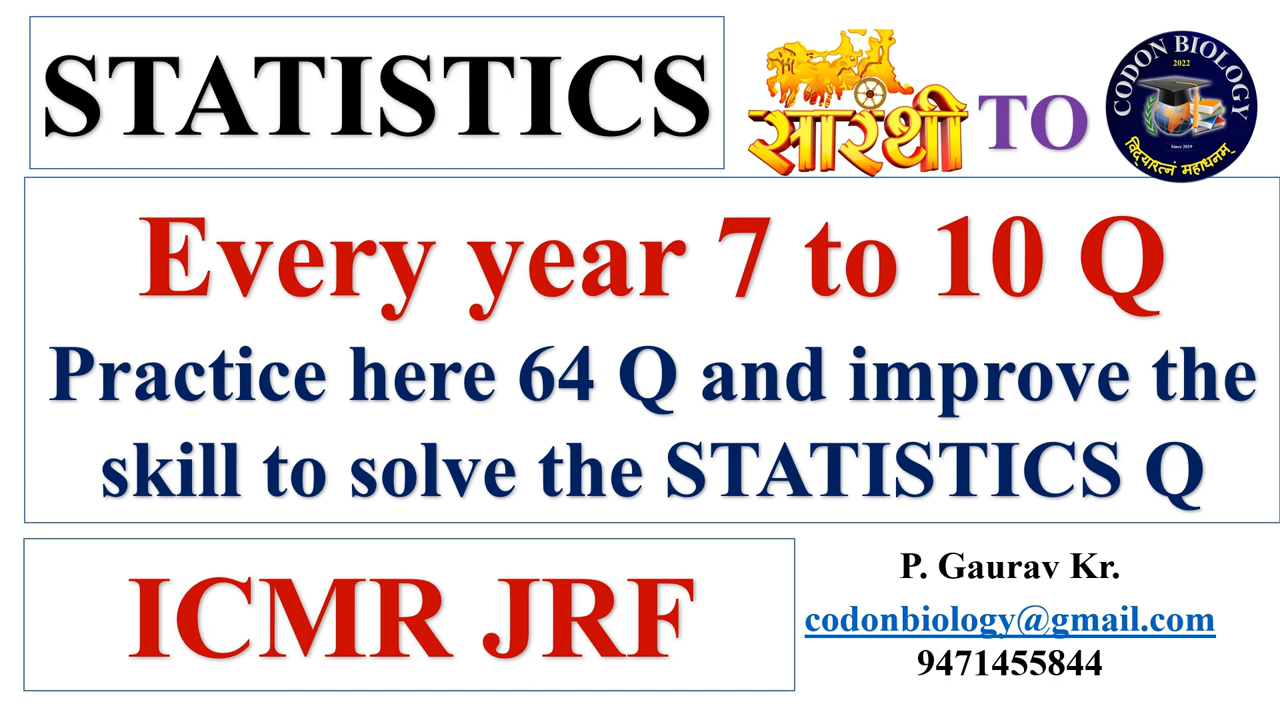 STATISTICS
सारथी TO
CODON BIOLOGY
2022
Since 2019
विद्यारत्नं महाधनम्
Every year 7 to 10 Q
Practice here 64 Q and improve the
skill to solve the STATISTICS Q
ICMR JRF
P. Gaurav Kr.
codonbiology@gmail.com
9471455844